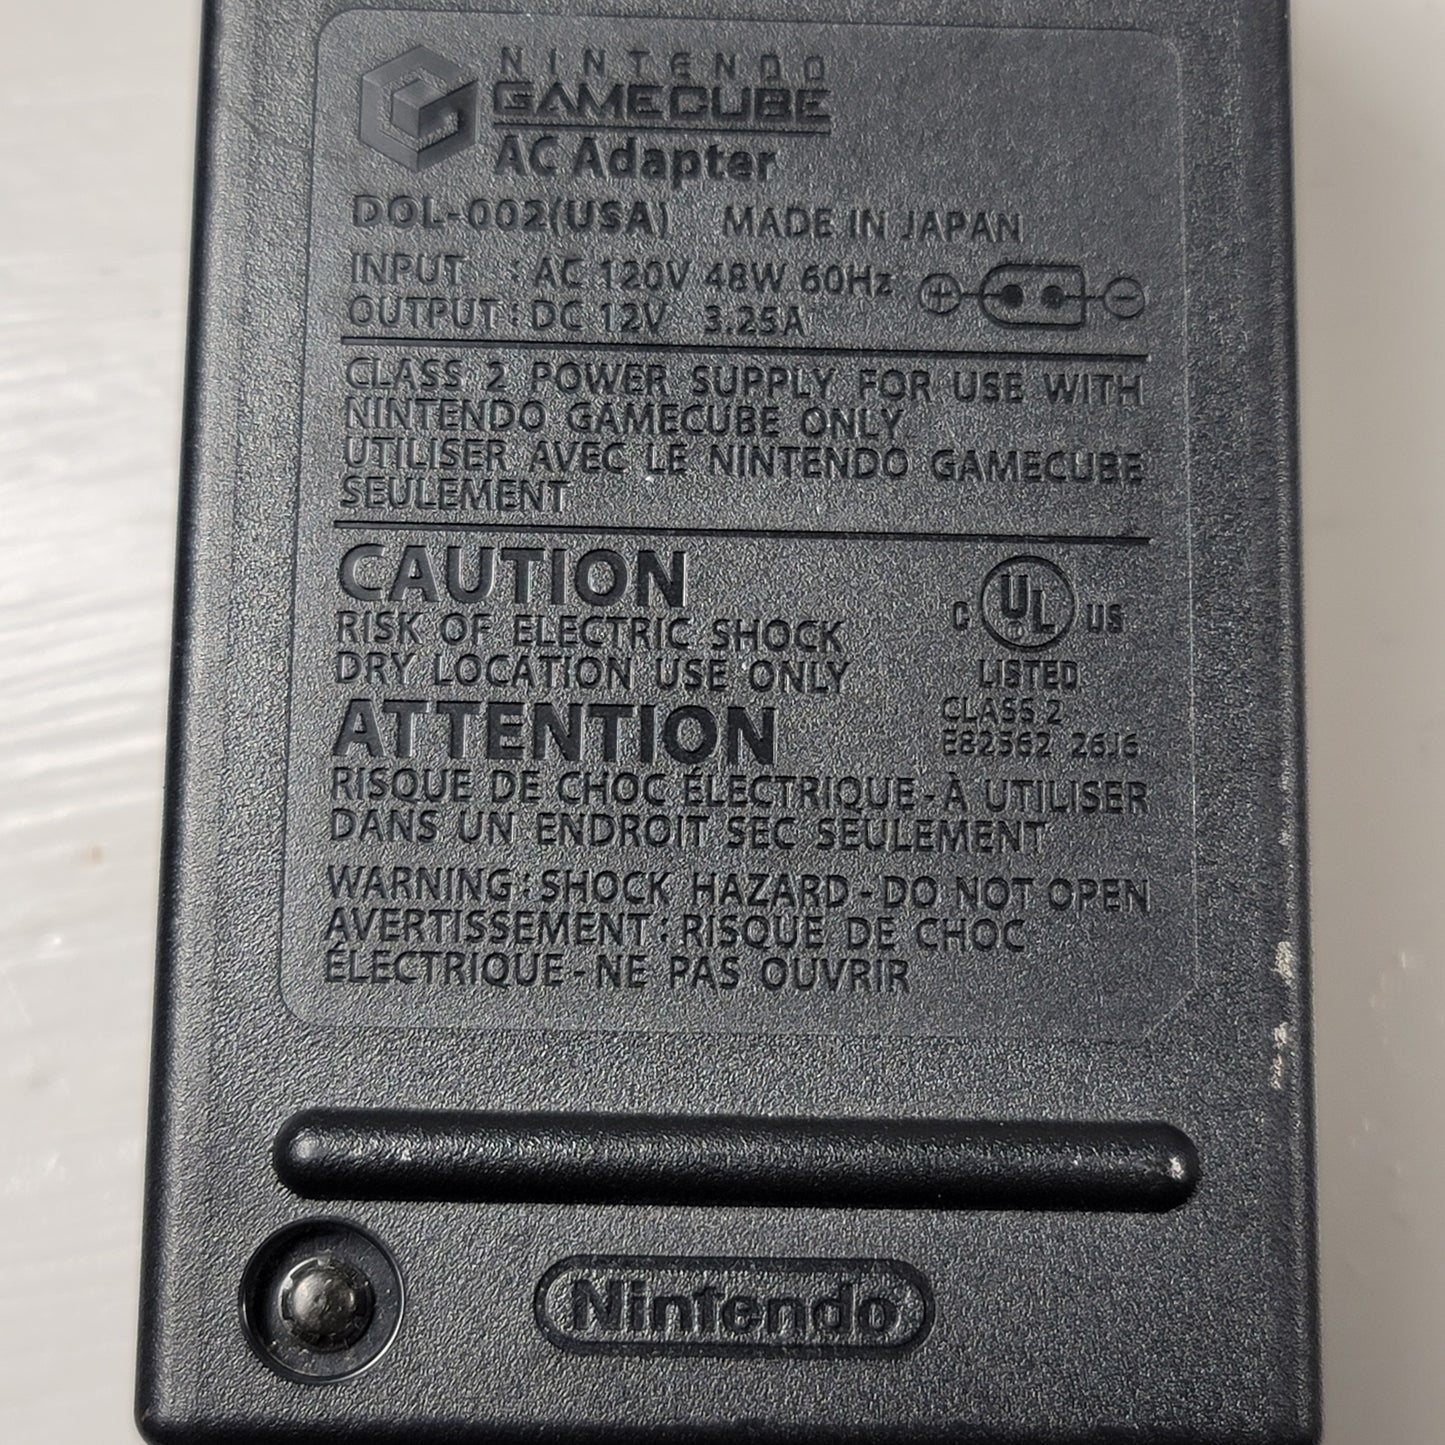 NINTENDO
GAMECUBE
AC Adapter
DOL-002(USA) MADE IN JAPAN
INPUT : AC 120V 48W 60Hz
OUTPUT : DC 12V 3.25A
CLASS 2 POWER SUPPLY FOR USE WITH
NINTENDO GAMECUBE ONLY
UTILISER AVEC LE NINTENDO GAMECUBE
SEULEMENT
CAUTION
RISK OF ELECTRIC SHOCK
DRY LOCATION USE ONLY
C UL US
LISTED
CLASS 2
E82562 26J6
ATTENTION
RISQUE DE CHOC ÉLECTRIQUE - À UTILISER
DANS UN ENDROIT SEC SEULEMENT
WARNING : SHOCK HAZARD - DO NOT OPEN
AVERTISSEMENT : RISQUE DE CHOC
ÉLECTRIQUE - NE PAS OUVRIR
Nintendo